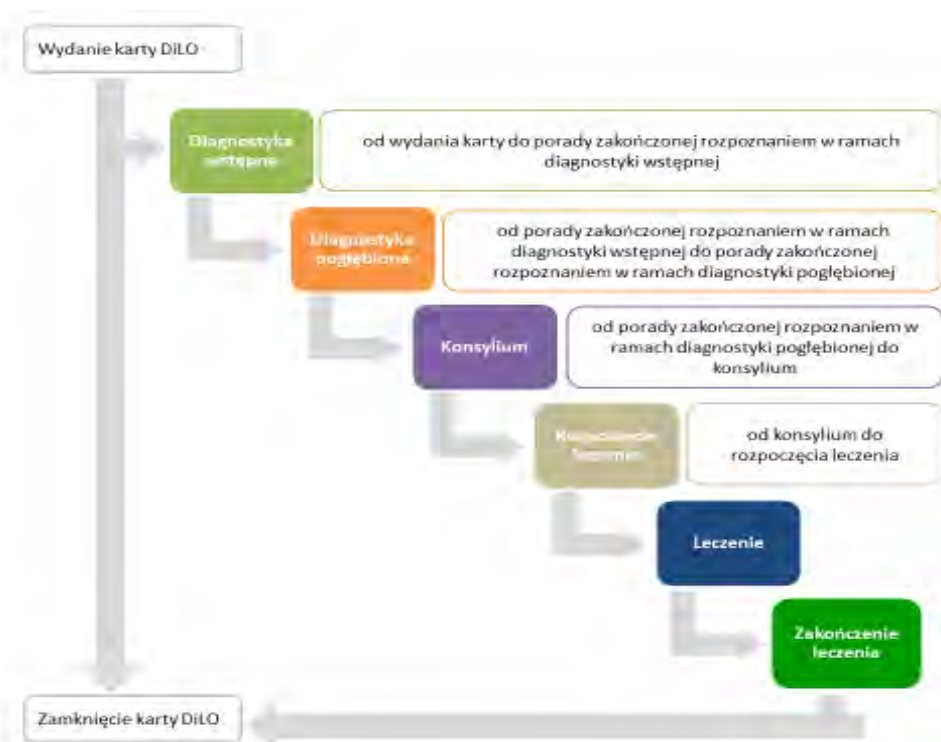 Wydanie karty DiLO
Diagnostyka
wstępna
od wydania karty do porady zakończonej rozpoznaniem w ramach
diagnostyki wstępnej
Diagnostyka
pogłębiona
od porady zakończonej rozpoznaniem w ramach
diagnostyki wstępnej do porady zakończonej
rozpoznaniem w ramach diagnostyki pogłębionej
Konsylium
od porady zakończonej rozpoznaniem w
ramach diagnostyki pogłębionej do
konsylium
leczenia
od konsylium do
rozpoczęcia leczenia
Leczenie
Zakończenie
leczenia
Zamknięcie karty DiLO